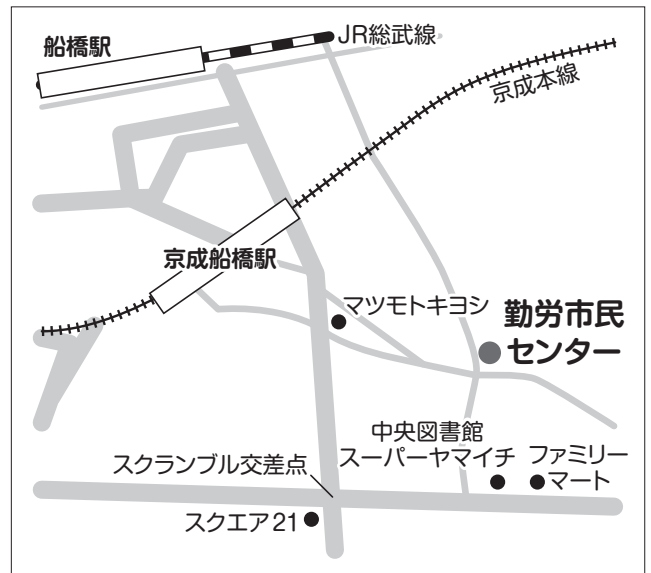 船橋駅
JR総武線
京成本線
京成船橋駅
マツモトキヨシ
勤労市民
センター
中央図書館
スーパーヤマイチ
ファミリー
マート
スクランブル交差点
スクエア21